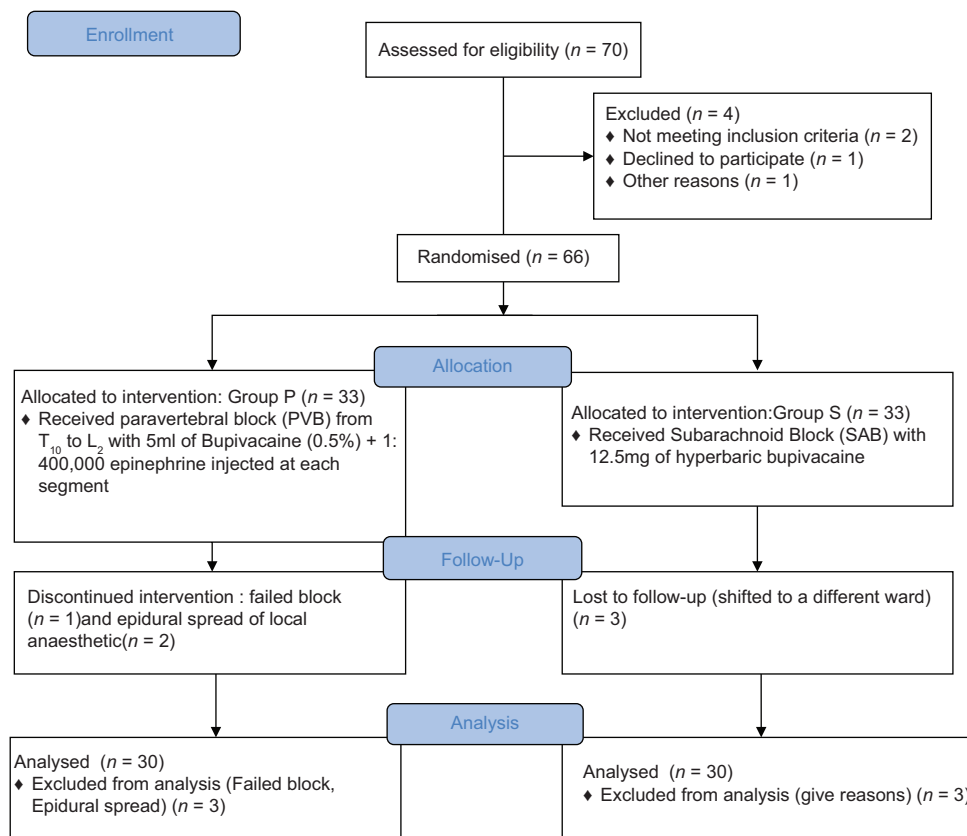 Enrollment
Assessed for eligibility (n = 70)
Excluded (n = 4)
♦ Not meeting inclusion criteria (n = 2)
♦ Declined to participate (n = 1)
♦ Other reasons (n = 1)
Randomised (n = 66)
Allocation
Allocated to intervention: Group P (n = 33)
♦ Received paravertebral block (PVB) from
T10 to L2 with 5ml of Bupivacaine (0.5%) + 1:
400,000 epinephrine injected at each
segment
Allocated to intervention:Group S (n = 33)
♦ Received Subarachnoid Block (SAB) with
12.5mg of hyperbaric bupivacaine
Follow-Up
Discontinued intervention : failed block
(n = 1)and epidural spread of local
anaesthetic(n = 2)
Lost to follow-up (shifted to a different ward)
(n = 3)
Analysis
Analysed (n = 30)
♦ Excluded from analysis (Failed block,
Epidural spread) (n = 3)
Analysed (n = 30)
♦ Excluded from analysis (give reasons) (n = 3)